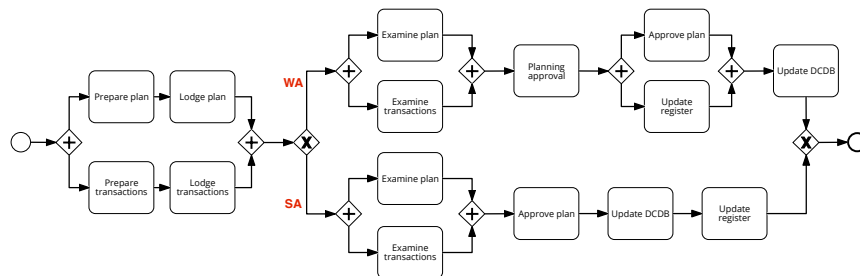 Prepare plan
Lodge plan
Prepare
transactions
Lodge
transactions
WA
Examine plan
Examine
transactions
Planning
approval
Approve plan
Update
register
Update DCDB
SA
Examine plan
Examine
transactions
Approve plan
Update DCDB
Update
register